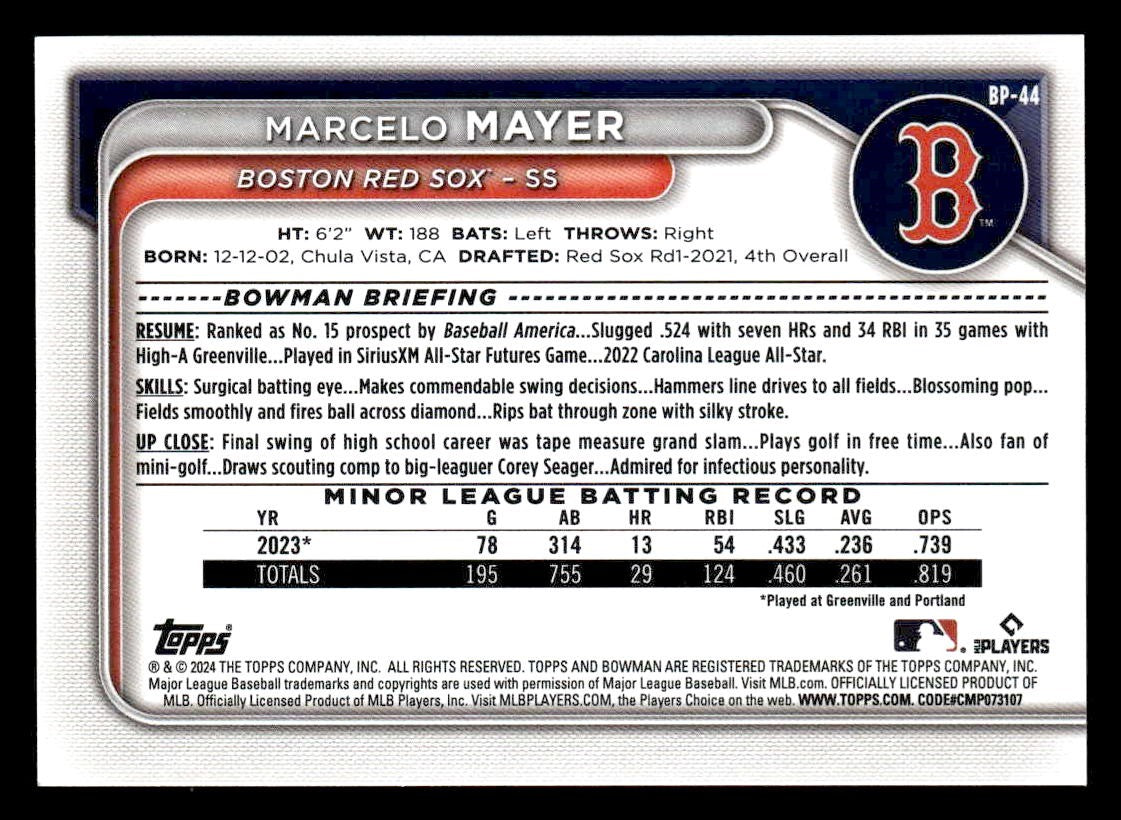 BP-44
MARCELO MAYER
B
BOSTON RED SOX™ – SS
TM
HT: 6'2" WT: 188 BATS: Left THROWS: Right
BORN: 12-12-02, Chula Vista, CA DRAFTED: Red Sox Rd1-2021, 4th Overall
BOWMAN BRIEFING
RESUME: Ranked as No. 15 prospect by Baseball America...Slugged .524 with seven HRs and 34 RBI in 35 games with
High-A Greenville...Played in SiriusXM All-Star Futures Game...2022 Carolina League All-Star.
SKILLS: Surgical batting eye...Makes commendable swing decisions...Hammers line drives to all fields...Blossoming pop...
Fields smoothly and fires ball across diamond...Rips bat through zone with silky stroke.
UP CLOSE: Final swing of high school career was tape measure grand slam...Plays golf in free time...Also fan of
mini-golf...Draws scouting comp to big-leaguer Corey Seager...Admired for infectious personality.
MINOR LEAGUE BATTING RECORD
YR G AB HR RBI SLG AVG OPS
2023* 78 314 13 54 .433 .236 .739
TOTALS 195 755 29 124 .460 .261 .819
*Played at Greenville and Portland
topps®
MLB PLAYERS
® & © 2024 THE TOPPS COMPANY, INC. ALL RIGHTS RESERVED. TOPPS AND BOWMAN ARE REGISTERED TRADEMARKS OF THE TOPPS COMPANY, INC.
Major League Baseball trademarks and copyrights are used with permission of Major League Baseball. Visit MLB.com. OFFICIALLY LICENSED PRODUCT OF
MLB. Officially Licensed Product of MLB Players, Inc. Visit MLBPLAYERS.COM, the Players Choice on the web. WWW.TOPPS.COM. CODE#CMP073107